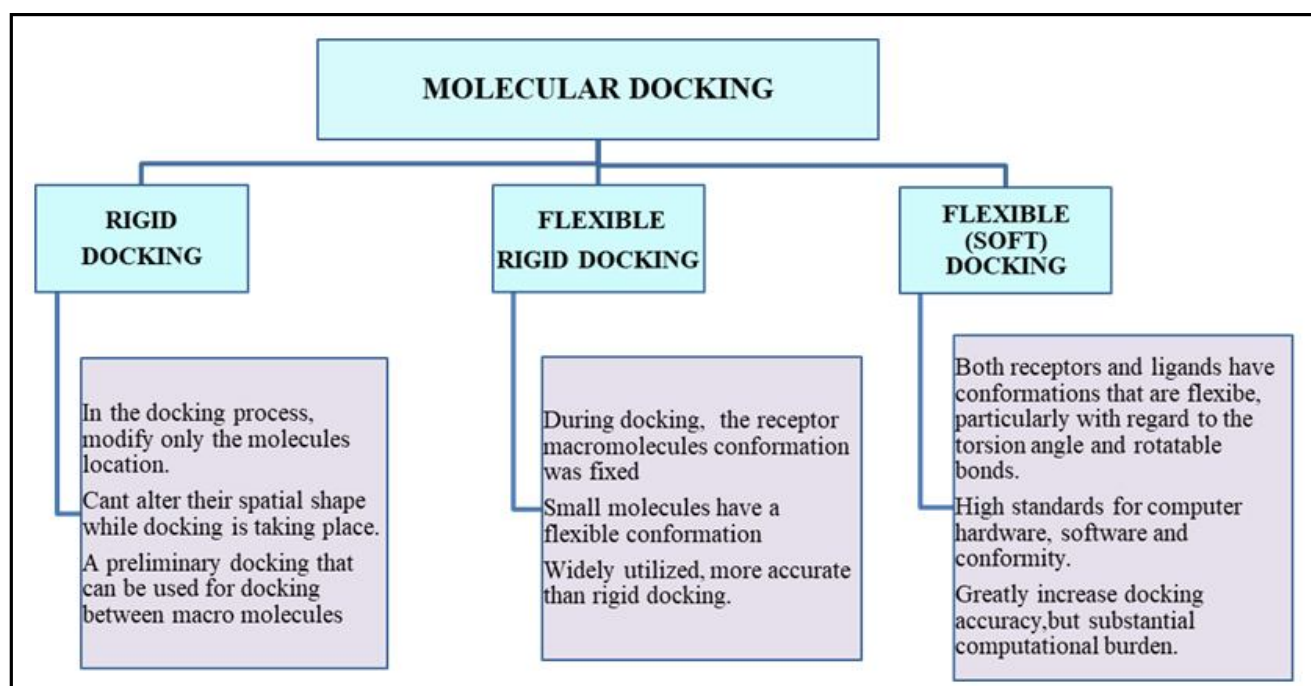 MOLECULAR DOCKING
RIGID
DOCKING
FLEXIBLE
RIGID DOCKING
FLEXIBLE
(SOFT)
DOCKING
In the docking process,
modify only the molecules
location.
Cant alter their spatial shape
while docking is taking place.
A preliminary docking that
can be used for docking
between macro molecules
During docking, the receptor
macromolecules conformation
was fixed
Small molecules have a
flexible conformation
Widely utilized, more accurate
than rigid docking.
Both receptors and ligands have
conformations that are flexibe,
particularly with regard to the
torsion angle and rotatable
bonds.
High standards for computer
hardware, software and
conformity.
Greatly increase docking
accuracy,but substantial
computational burden.